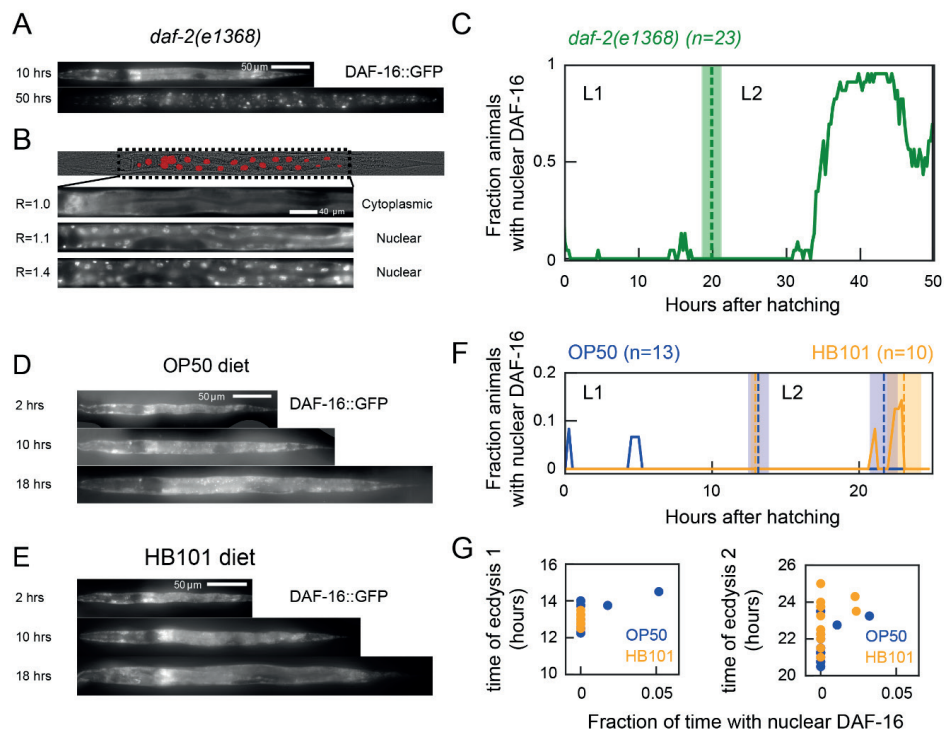 A
daf-2(e1368)
10 hrs
50 µm
DAF-16::GFP
50 hrs
B
R=1.0
40 µm
Cytoplasmic
R=1.1
Nuclear
R=1.4
Nuclear
C
daf-2(e1368) (n=23)
Fraction animals
with nuclear DAF-16
1
0.5
0
L1
L2
0
10
20
30
40
50
Hours after hatching
D
OP50 diet
2 hrs
50 µm
DAF-16::GFP
10 hrs
18 hrs
E
HB101 diet
2 hrs
50 µm
DAF-16::GFP
10 hrs
18 hrs
F
OP50 (n=13)
HB101 (n=10)
Fraction animals
with nuclear DAF-16
0.2
0.1
0
L1
L2
0
10
20
Hours after hatching
G
time of ecdysis 1
(hours)
16
14
12
10
OP50
HB101
0
0.05
time of ecdysis 2
(hours)
26
24
22
20
OP50
HB101
0
0.05
Fraction of time with nuclear DAF-16